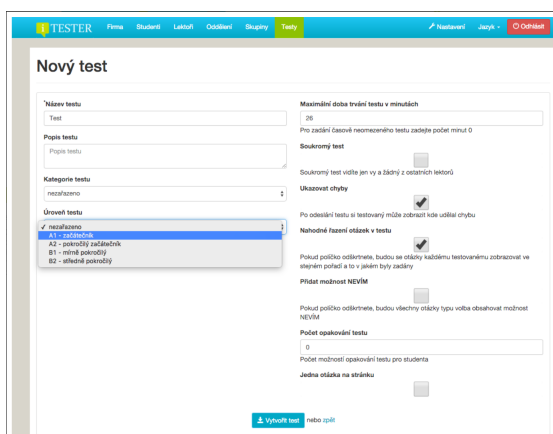 TESTER Firma Studenti Lektoři Oddělení Skupiny Testy Nastavení Jazyk Odhlásit
Nový test
*Název testu
Test
Popis testu
Popis testu
Kategorie testu
nezařazeno
Úroveň testu
✓ nezařazeno
A1 - začátečník
A2 - pokročilý začátečník
B1 - mírně pokročilý
B2 - středně pokročilý
Maximální doba trvání testu v minutách
26
Pro zadání časově neomezeného testu zadejte počet minut 0
Soukromý test
Soukromý test vidíte jen vy a žádný z ostatních lektorů
Ukazovat chyby
Po odeslání testu si testovaný může zobrazit kde udělal chybu
Nahodné řazení otázek v testu
Pokud políčko odškrtnete, budou se otázky každému testovanému zobrazovat ve
stejném pořadí a to v jakém byly zadány
Přidat možnost NEVÍM
Pokud políčko odškrtnete, budou všechny otázky typu volba obsahovat možnost
NEVÍM
Počet opakování testu
0
Počet možností opakování testu pro studenta
Jedna otázka na stránku
Vytvořit test nebo zpět